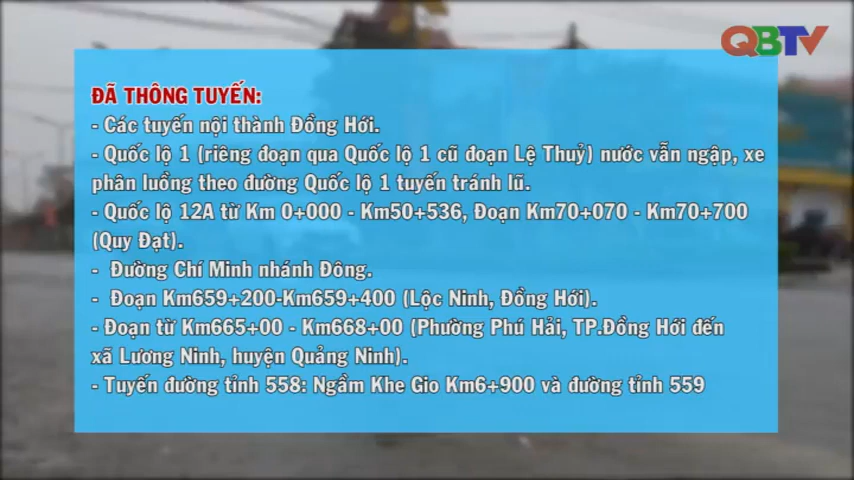 QBTV
ĐÃ THÔNG TUYẾN:
- Các tuyến nội thành Đồng Hới.
- Quốc lộ 1 (riêng đoạn qua Quốc lộ 1 cũ đoạn Lệ Thuỷ) nước vẫn ngập, xe
phân luồng theo đường Quốc lộ 1 tuyến tránh lũ.
- Quốc lộ 12A từ Km 0+000 - Km50+536, Đoạn Km70+070 - Km70+700
(Quy Đạt).
- Đường Chí Minh nhánh Đông.
- Đoạn Km659+200-Km659+400 (Lộc Ninh, Đồng Hới).
- Đoạn từ Km665+00 - Km668+00 (Phường Phú Hải, TP.Đồng Hới đến
xã Lương Ninh, huyện Quảng Ninh).
- Tuyến đường tỉnh 558: Ngầm Khe Gio Km6+900 và đường tỉnh 559